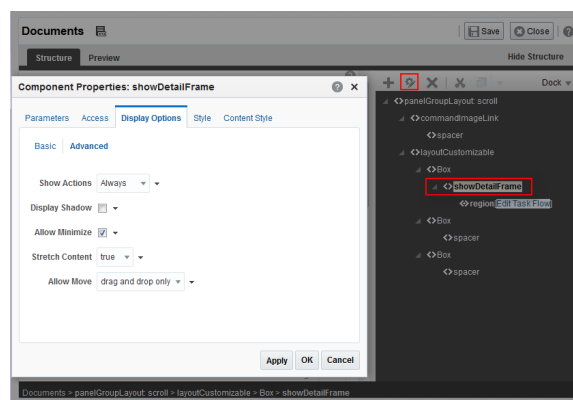 Documents
Save
Close
Structure Preview
Hide Structure
Component Properties: showDetailFrame
Dock
Parameters Access Display Options Style Content Style
Basic Advanced
Show Actions Always
Display Shadow
Allow Minimize
Stretch Content true
Allow Move drag and drop only
Apply OK Cancel
panelGroupLayout: scroll
commandImageLink
spacer
layoutCustomizable
Box
showDetailFrame
region Edit Task Flow
Box
spacer
Box
spacer
Documents > panelGroupLayout: scroll > layoutCustomizable > Box > showDetailFrame